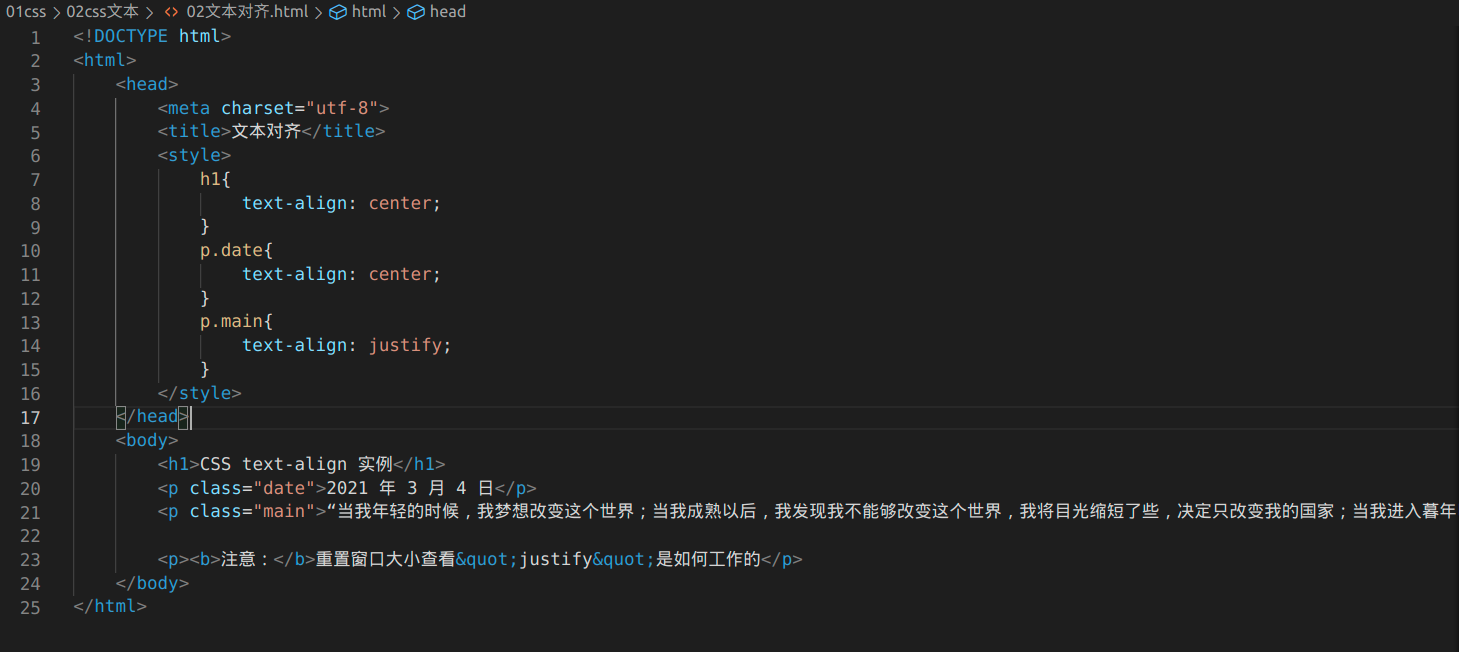 01css > 02css文本 > <> 02文本对齐.html > html > head
1 <!DOCTYPE html>
2 <html>
3 <head>
4 <meta charset="utf-8">
5 <title>文本对齐</title>
6 <style>
7 h1{
8 text-align: center;
9 }
10 p.date{
11 text-align: center;
12 }
13 p.main{
14 text-align: justify;
15 }
16 </style>
17 </head>
18 <body>
19 <h1>CSS text-align 实例</h1>
20 <p class="date">2021 年 3 月 4 日</p>
21 <p class="main">“当我年轻的时候，我梦想改变这个世界；当我成熟以后，我发现我不能够改变这个世界，我将目光缩短了些，决定只改变我的国家；当我进入暮年
22
23 <p><b>注意：</b>重置窗口大小查看&quot;justify&quot;是如何工作的</p>
24 </body>
25 </html>